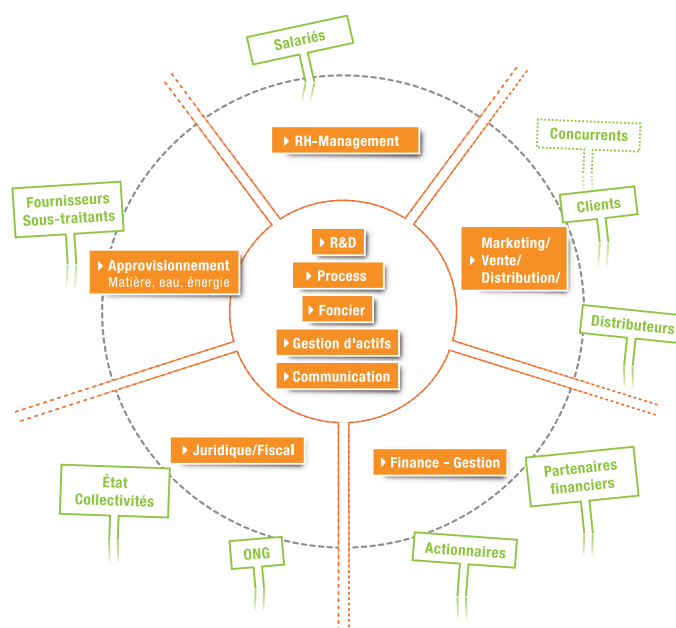 Salariés
RH-Management
Concurrents
Clients
Fournisseurs
Sous-traitants
Marketing/
Vente/
Distribution/
Approvisionnement
Matière, eau, énergie
R&D
Process
Foncier
Gestion d'actifs
Communication
Distributeurs
Juridique/Fiscal
Finance - Gestion
État
Collectivités
Partenaires
financiers
ONG
Actionnaires